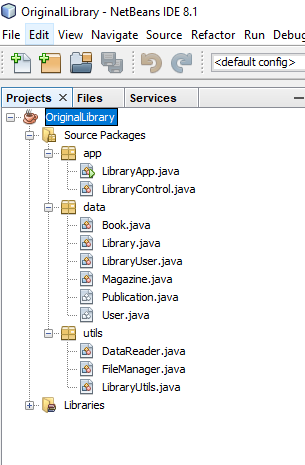 OriginalLibrary - NetBeans IDE 8.1
File Edit View Navigate Source Refactor Run Debug
<default config>
Projects Files Services
OriginalLibrary
Source Packages
app
LibraryApp.java
LibraryControl.java
data
Book.java
Library.java
LibraryUser.java
Magazine.java
Publication.java
User.java
utils
DataReader.java
FileManager.java
LibraryUtils.java
Libraries